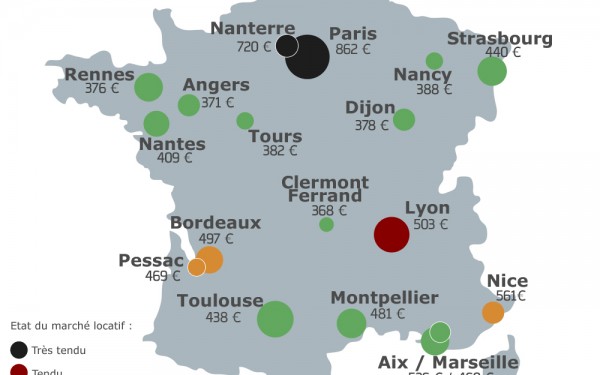 Nanterre
720 €
Paris
862 €
Strasbourg
440 €
Nancy
388 €
Rennes
376 €
Angers
371 €
Dijon
378 €
Nantes
409 €
Tours
382 €
Clermont
Ferrand
368 €
Lyon
503 €
Bordeaux
497 €
Pessac
469 €
Nice
561€
Toulouse
438 €
Montpellier
481 €
Aix / Marseille
Etat du marché locatif :
Très tendu
Tendu